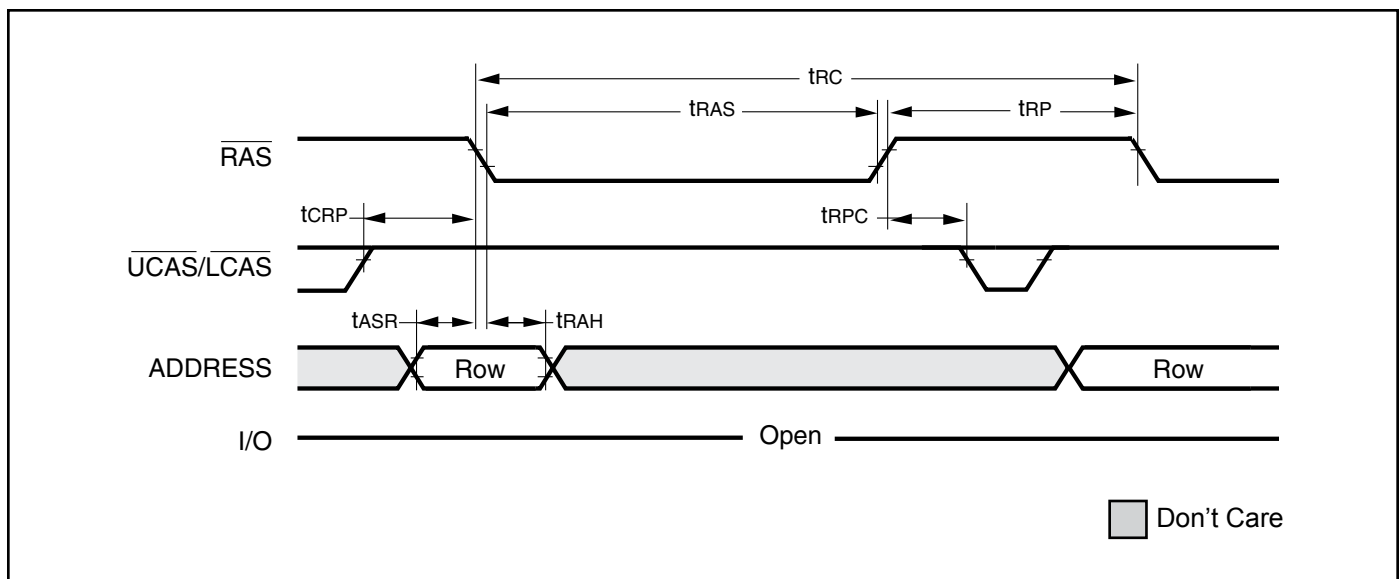 tRC
tRAS
tRP
RAS
tCRP
tRPC
UCAS/LCAS
tASR
tRAH
ADDRESS
Row
Row
I/O
Open
Don't Care